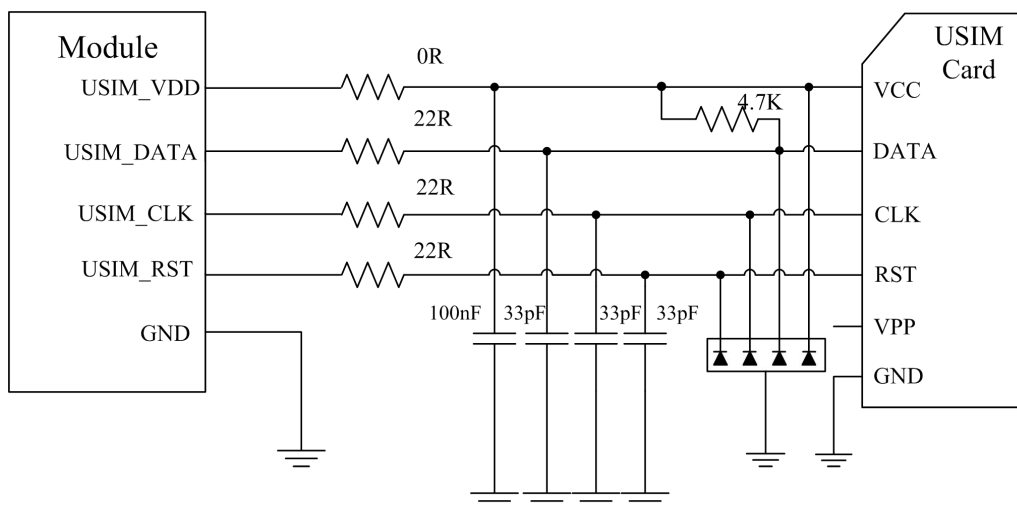 Module
USIM_VDD
USIM_DATA
USIM_CLK
USIM_RST
GND
0R
22R
22R
22R
4.7K
100nF
33pF
33pF
33pF
USIM
Card
VCC
DATA
CLK
RST
VPP
GND